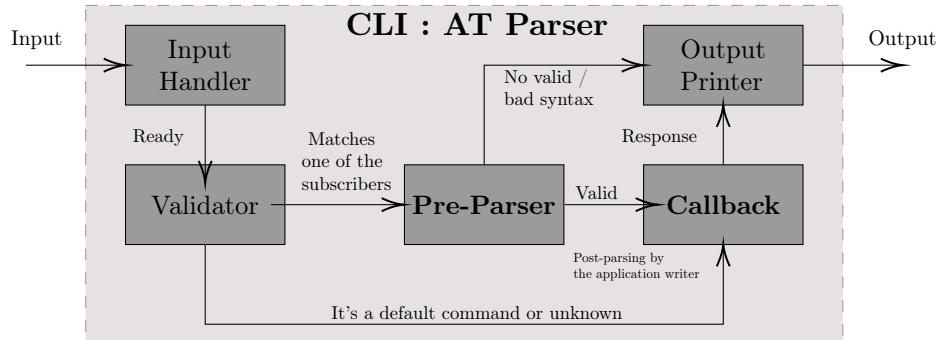 CLI : AT Parser
Input
Output
Input
Handler
Output
Printer
No valid /
bad syntax
Ready
Matches
one of the
subscribers
Response
Validator
Pre-Parser
Valid
Callback
Post-parsing by
the application writer
It's a default command or unknown